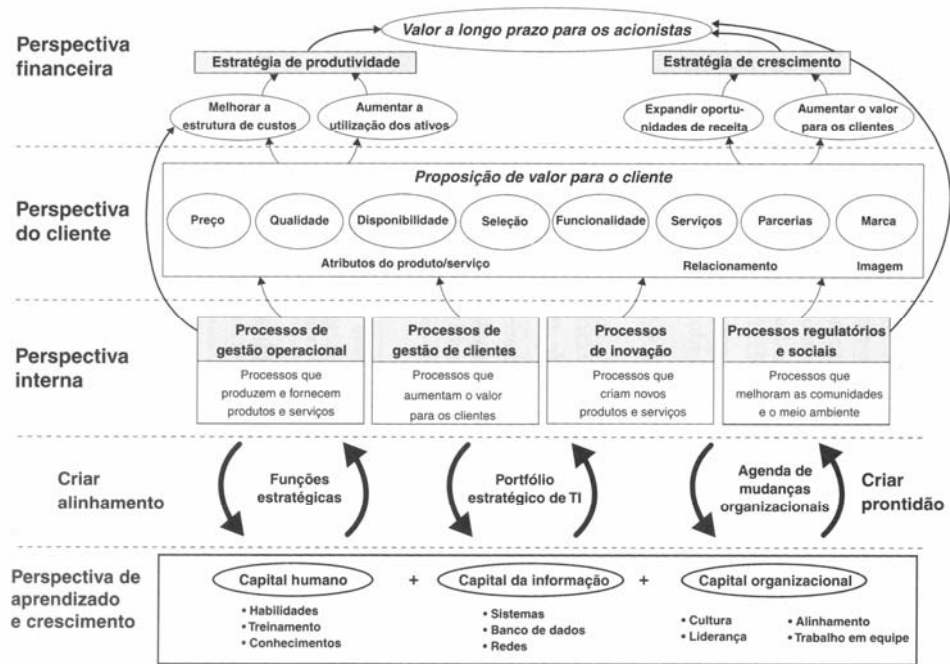 Perspectiva
financeira
Valor a longo prazo para os acionistas
Estratégia de produtividade
Estratégia de crescimento
Melhorar a
estrutura de custos
Aumentar a
utilização dos ativos
Expandir oportu-
nidades de receita
Aumentar o valor
para os clientes
Perspectiva
do cliente
Proposição de valor para o cliente
Preço
Qualidade
Disponibilidade
Seleção
Funcionalidade
Serviços
Parcerias
Marca
Atributos do produto/serviço
Relacionamento
Imagem
Perspectiva
interna
Processos de
gestão operacional
Processos que
produzem e fornecem
produtos e serviços
Processos de
gestão de clientes
Processos que
aumentam o valor
para os clientes
Processos
de inovação
Processos que
criam novos
produtos e serviços
Processos regulatórios
e sociais
Processos que
melhoram as comunidades
e o meio ambiente
Criar
alinhamento
Funções
estratégicas
Portfólio
estratégico de TI
Agenda de
mudanças
organizacionais
Criar
prontidão
Perspectiva de
aprendizado
e crescimento
Capital humano
+
Capital da informação
+
Capital organizacional
• Habilidades
• Treinamento
• Conhecimentos
• Sistemas
• Banco de dados
• Redes
• Cultura
• Liderança
• Alinhamento
• Trabalho em equipe